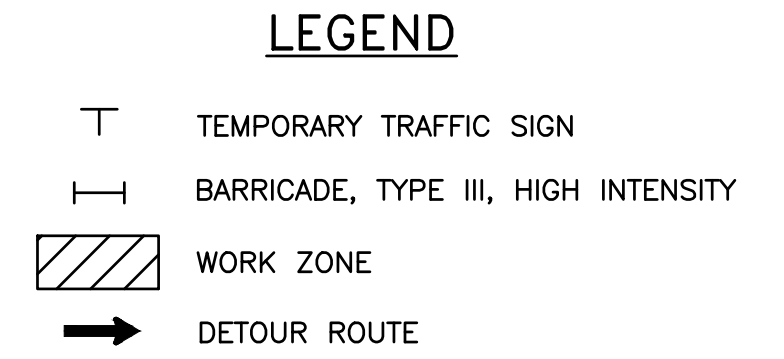 LEGEND
TEMPORARY TRAFFIC SIGN
BARRICADE, TYPE III, HIGH INTENSITY
WORK ZONE
DETOUR ROUTE